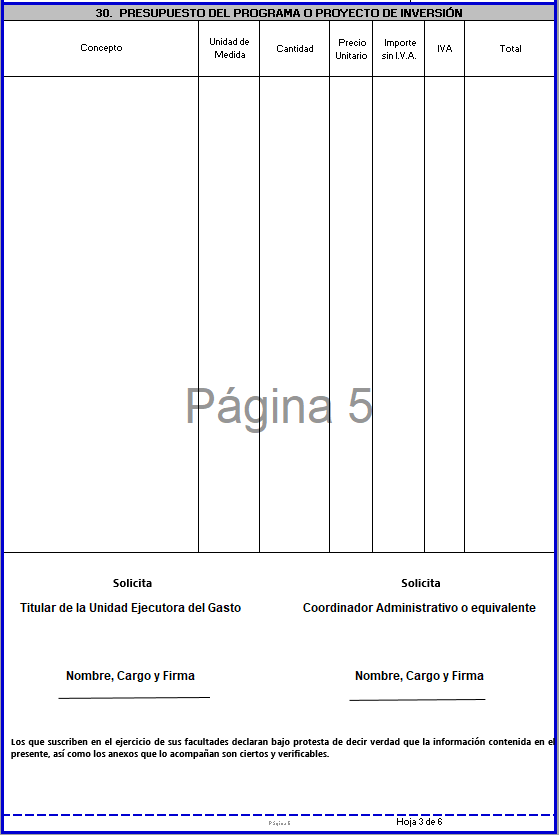 30. PRESUPUESTO DEL PROGRAMA O PROYECTO DE INVERSIÓN
Concepto
Unidad de
Medida
Cantidad
Precio
Unitario
Importe
sin I.V.A.
IVA
Total
Página 5
Solicita
Titular de la Unidad Ejecutora del Gasto
Nombre, Cargo y Firma
Solicita
Coordinador Administrativo o equivalente
Nombre, Cargo y Firma
Los que suscriben en el ejercicio de sus facultades declaran bajo protesta de decir verdad que la información contenida en el
presente, así como los anexos que lo acompañan son ciertos y verificables.
Hoja 3 de 6